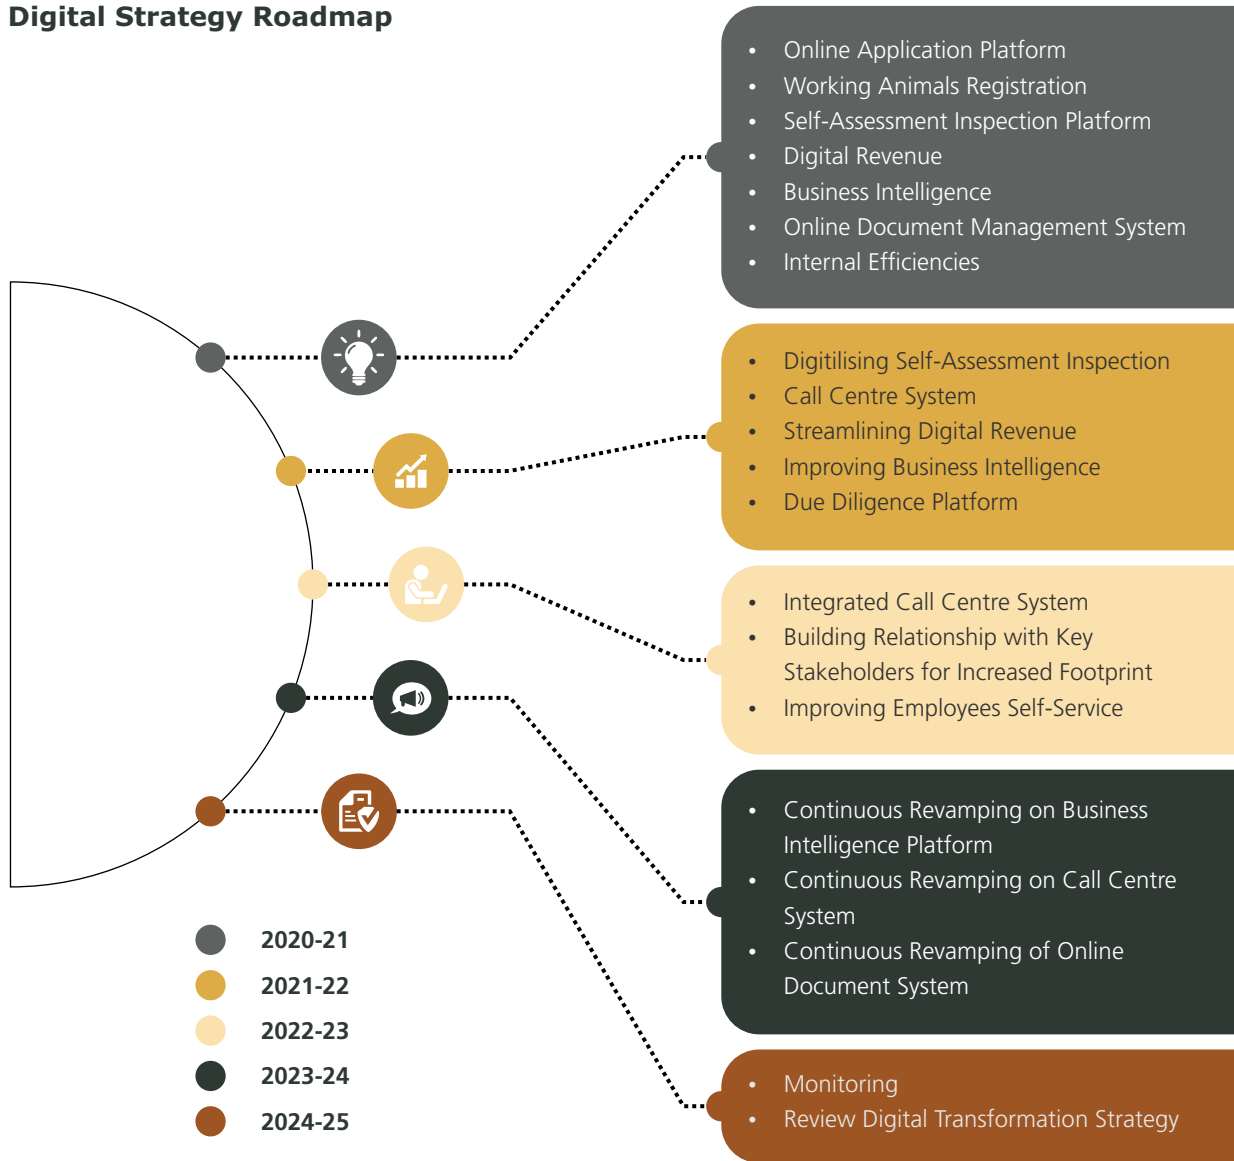 Digital Strategy Roadmap
• Online Application Platform
• Working Animals Registration
• Self-Assessment Inspection Platform
• Digital Revenue
• Business Intelligence
• Online Document Management System
• Internal Efficiencies
• Digitilising Self-Assessment Inspection
• Call Centre System
• Streamlining Digital Revenue
• Improving Business Intelligence
• Due Diligence Platform
• Integrated Call Centre System
• Building Relationship with Key
Stakeholders for Increased Footprint
• Improving Employees Self-Service
• Continuous Revamping on Business
Intelligence Platform
• Continuous Revamping on Call Centre
System
• Continuous Revamping of Online
Document System
• Monitoring
• Review Digital Transformation Strategy
2020-21
2021-22
2022-23
2023-24
2024-25